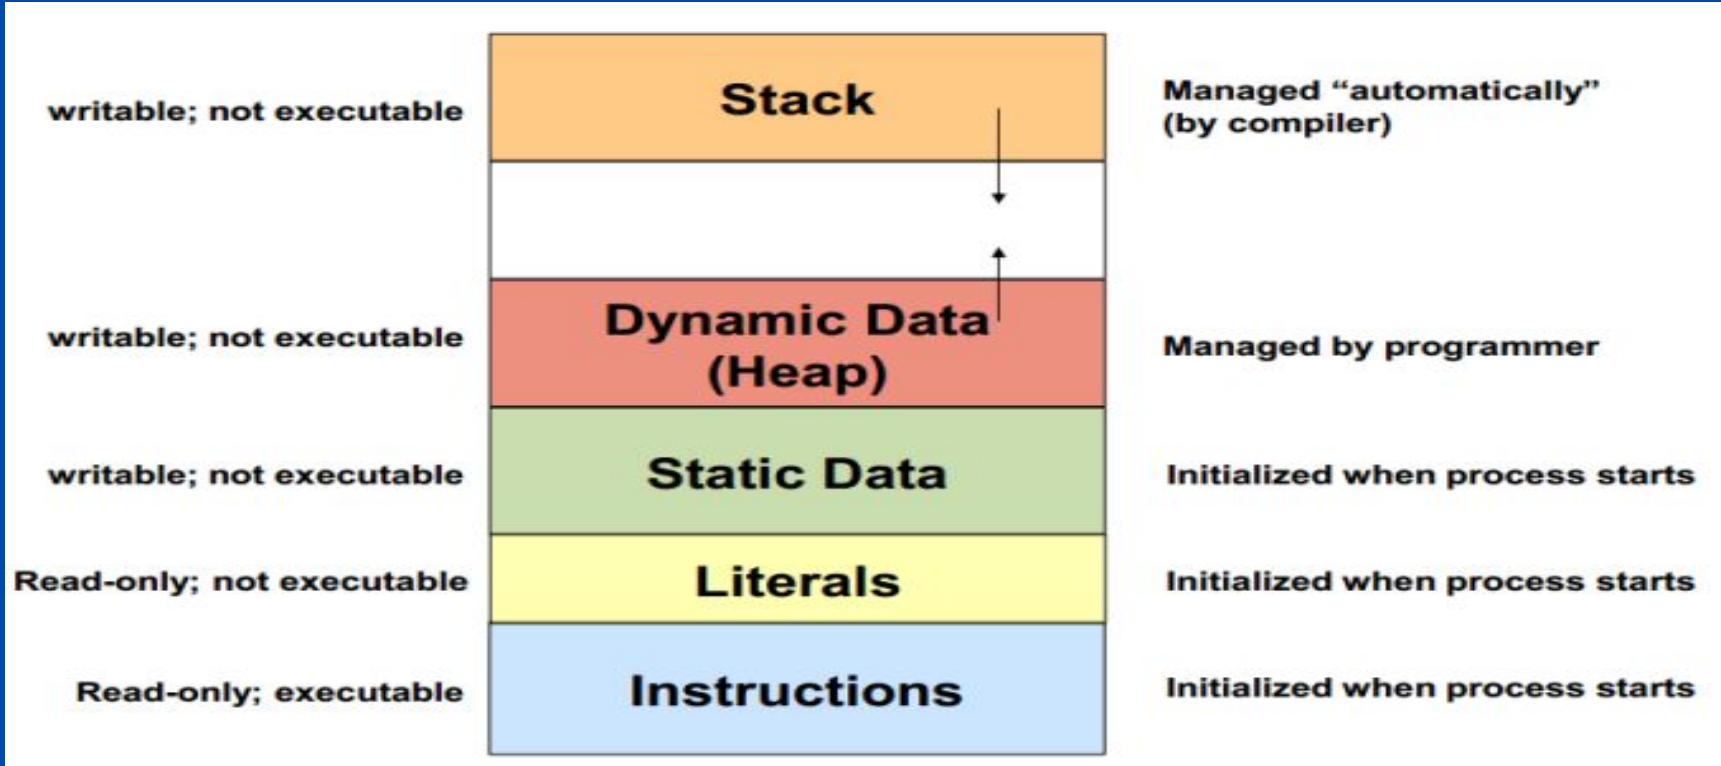 writable; not executable
Stack
Managed “automatically”
(by compiler)
writable; not executable
Dynamic Data
(Heap)
Managed by programmer
writable; not executable
Static Data
Initialized when process starts
Read-only; not executable
Literals
Initialized when process starts
Read-only; executable
Instructions
Initialized when process starts